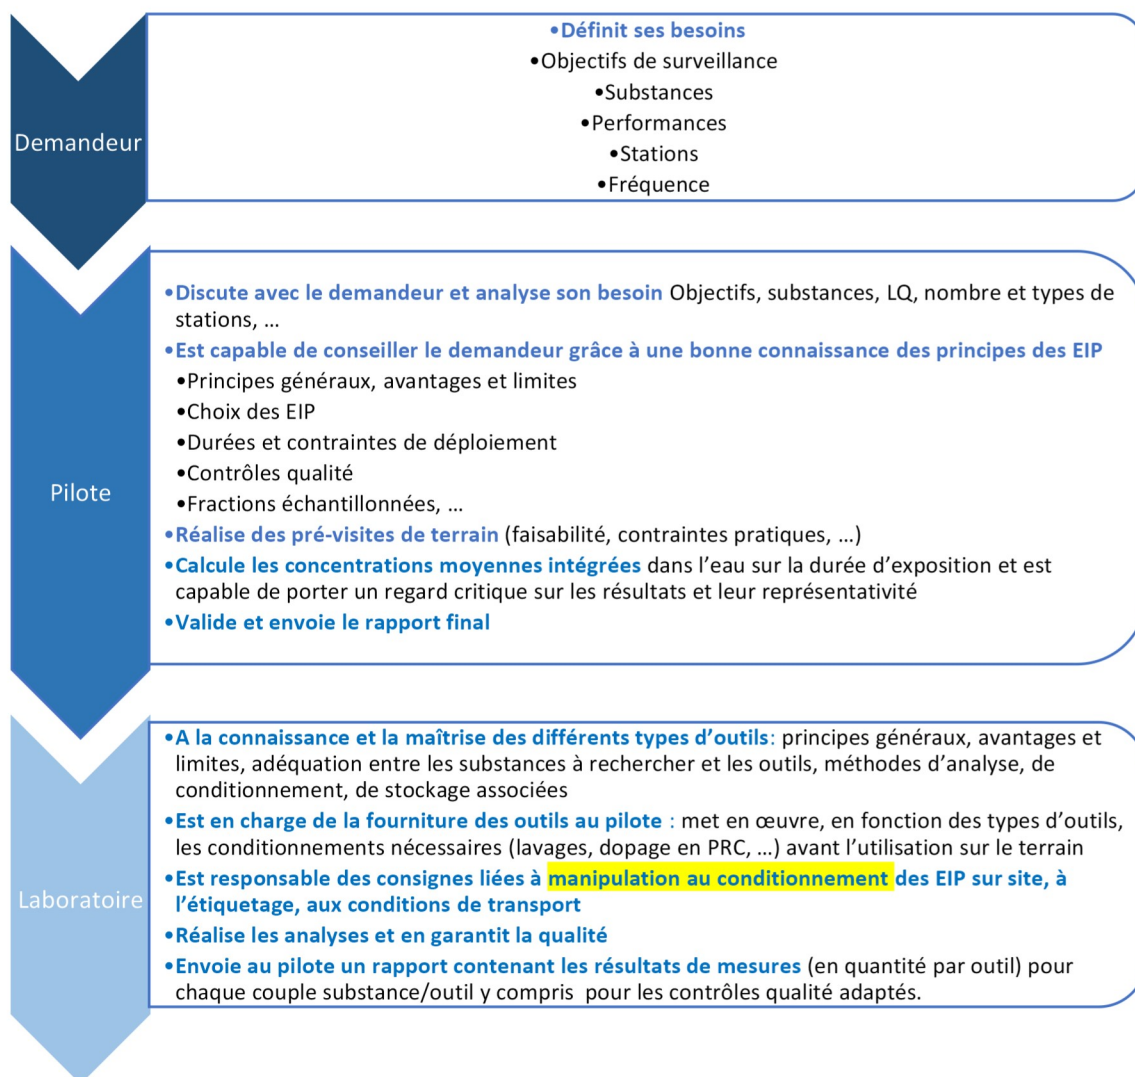 Demandeur
•Définit ses besoins
•Objectifs de surveillance
•Substances
•Performances
•Stations
•Fréquence
Pilote
•Discute avec le demandeur et analyse son besoin Objectifs, substances, LQ, nombre et types de
stations, …
•Est capable de conseiller le demandeur grâce à une bonne connaissance des principes des EIP
•Principes généraux, avantages et limites
•Choix des EIP
•Durées et contraintes de déploiement
•Contrôles qualité
•Fractions échantillonnées, …
•Réalise des pré-visites de terrain (faisabilité, contraintes pratiques, …)
•Calcule les concentrations moyennes intégrées dans l’eau sur la durée d’exposition et est
capable de porter un regard critique sur les résultats et leur représentativité
•Valide et envoie le rapport final
Laboratoire
•A la connaissance et la maîtrise des différents types d’outils: principes généraux, avantages et
limites, adéquation entre les substances à rechercher et les outils, méthodes d’analyse, de
conditionnement, de stockage associées
•Est en charge de la fourniture des outils au pilote : met en œuvre, en fonction des types d’outils,
les conditionnements nécessaires (lavages, dopage en PRC, …) avant l’utilisation sur le terrain
•Est responsable des consignes liées à manipulation au conditionnement des EIP sur site, à
l’étiquetage, aux conditions de transport
•Réalise les analyses et en garantit la qualité
•Envoie au pilote un rapport contenant les résultats de mesures (en quantité par outil) pour
chaque couple substance/outil y compris pour les contrôles qualité adaptés.